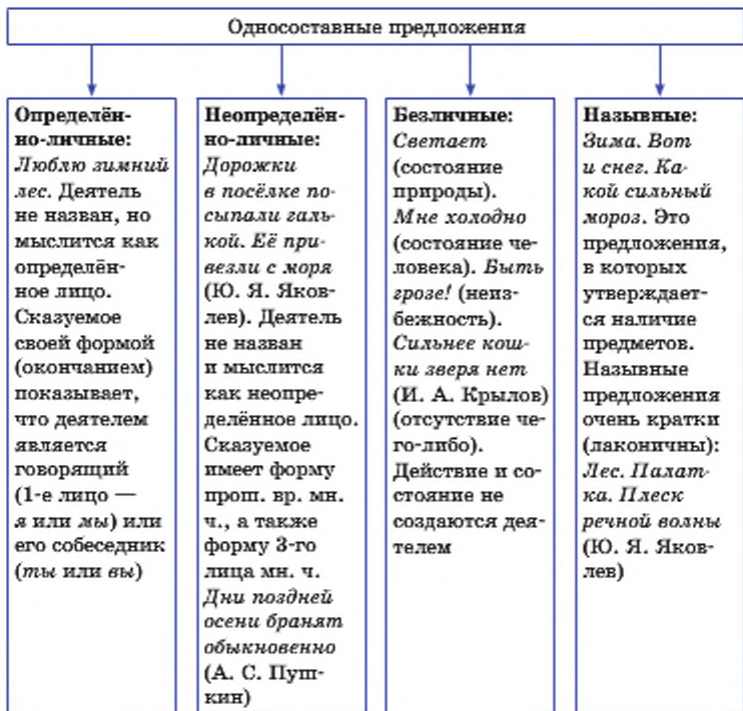 Односоставные предложения
Определён-
но-личные:
Люблю зимний
лес. Деятель
не назван, но
мыслится как
определён-
ное лицо.
Сказуемое
своей формой
(окончанием)
показывает,
что деятелем
является
говорящий
(1-е лицо —
я или мы) или
его собеседник
(ты или вы)
Неопределён-
но-личные:
Дорожки
в посёлке по-
сыпали галь-
кой. Её при-
везли с моря
(Ю. Я. Яков-
лев). Деятель
не назван
и мыслится
как неопре-
делённое лицо.
Сказуемое
имеет форму
прош. вр. мн.
ч., а также
форму 3-го
лица мн. ч.
Дни поздней
осени бранят
обыкновенно
(А. С. Пуш-
кин)
Безличные:
Светает
(состояние
природы).
Мне холодно
(состояние че-
ловека). Быть
грозе! (неиз-
бежность).
Сильнее кош-
ки зверя нет
(И. А. Крылов)
(отсутствие че-
го-либо).
Действие и со-
стояние не
создаются дея-
телем
Назывные:
Зима. Вот
и снег. Ка-
кой сильный
мороз. Это
предложения,
в которых
утверждает-
ся наличие
предметов.
Назывные
предложения
очень кратки
(лаконичны):
Лес. Палат-
ка. Плеск
речной волны
(Ю. Я. Яков-
лев)